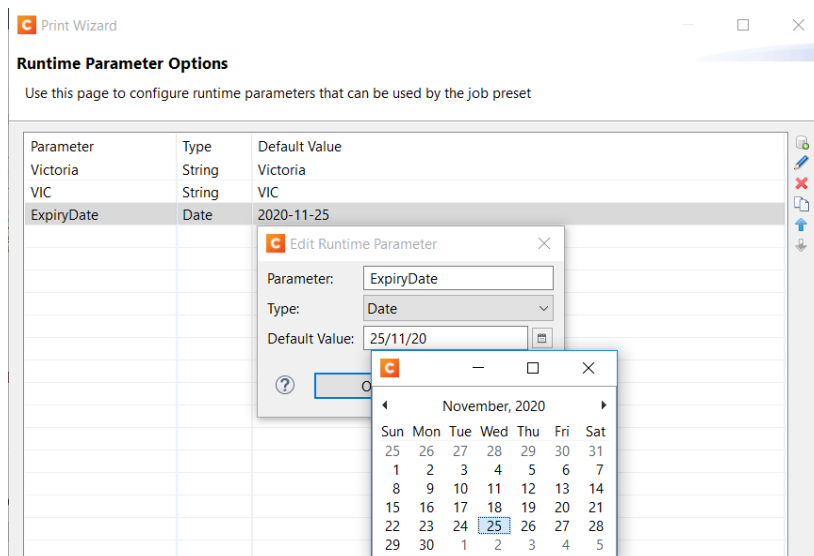 Print Wizard
Runtime Parameter Options
Use this page to configure runtime parameters that can be used by the job preset
Parameter Type Default Value
Victoria String Victoria
VIC String VIC
ExpiryDate Date 2020-11-25
C Edit Runtime Parameter
Parameter: ExpiryDate
Type: Date
Default Value: 25/11/20
?
C
November, 2020
Sun Mon Tue Wed Thu Fri Sat
25 26 27 28 29 30 31
1 2 3 4 5 6 7
8 9 10 11 12 13 14
15 16 17 18 19 20 21
22 23 24 25 26 27 28
29 30 1 2 3 4 5